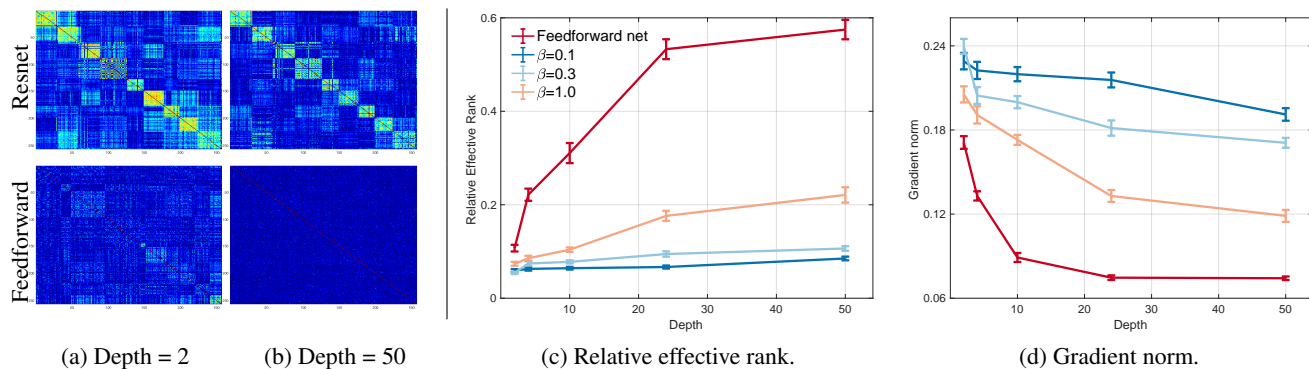 Resnet
Feedforward
(a) Depth = 2
(b) Depth = 50
Relative Effective Rank
0.6
0.4
0.2
0
10
20
30
40
50
Depth
Feedforward net
β=0.1
β=0.3
β=1.0
(c) Relative effective rank.
Gradient norm
0.24
0.18
0.12
0.06
10
20
30
40
50
Depth
(d) Gradient norm.